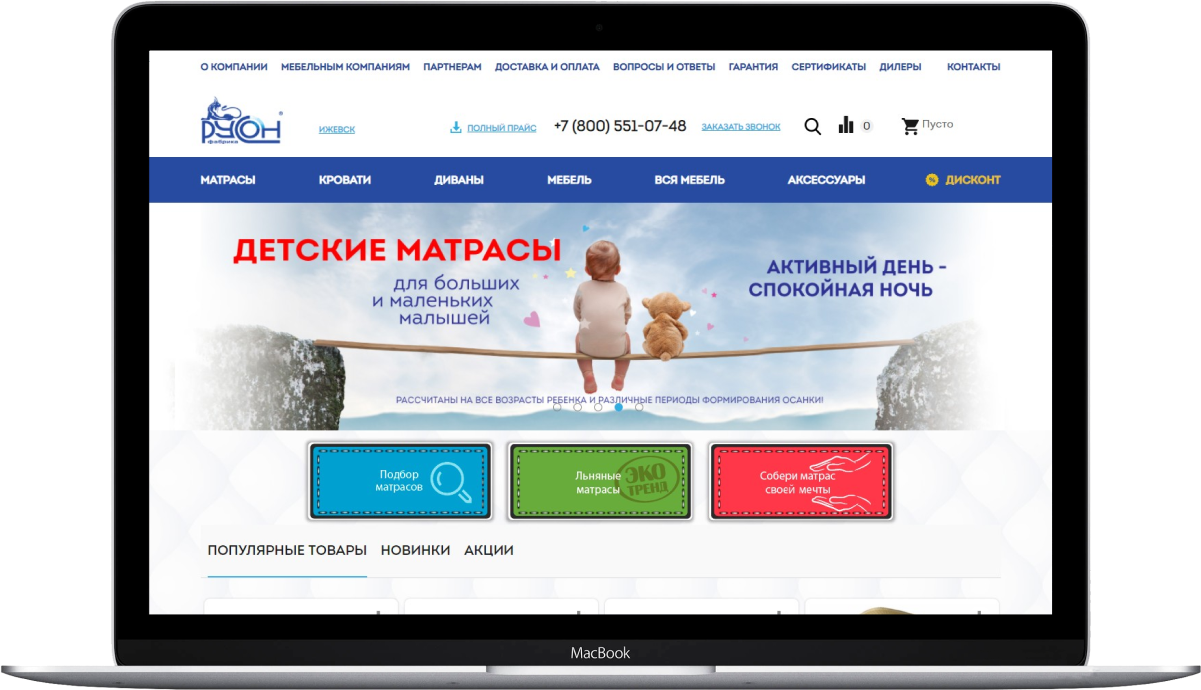 О КОМПАНИИ МЕБЕЛЬНЫМ КОМПАНИЯМ ПАРТНЕРАМ ДОСТАВКА И ОПЛАТА ВОПРОСЫ И ОТВЕТЫ ГАРАНТИЯ СЕРТИФИКАТЫ ДИЛЕРЫ КОНТАКТЫ
РУСОН®
фабрика
ИЖЕВСК ПОЛНЫЙ ПРАЙС +7 (800) 551-07-48 ЗАКАЗАТЬ ЗВОНОК 0 Пусто
МАТРАСЫ КРОВАТИ ДИВАНЫ МЕБЕЛЬ ВСЯ МЕБЕЛЬ АКСЕССУАРЫ % ДИСКОНТ
ДЕТСКИЕ МАТРАСЫ
для больших
и маленьких
малышей
АКТИВНЫЙ ДЕНЬ -
СПОКОЙНАЯ НОЧЬ
РАССЧИТАНЫ НА ВСЕ ВОЗРАСТЫ РЕБЕНКА И РАЗЛИЧНЫЕ ПЕРИОДЫ ФОРМИРОВАНИЯ ОСАНКИ!
Подбор
матрасов
Льняные
матрасы
ЭКО
ТРЕНД
Собери матрас
своей мечты
ПОПУЛЯРНЫЕ ТОВАРЫ НОВИНКИ АКЦИИ
MacBook